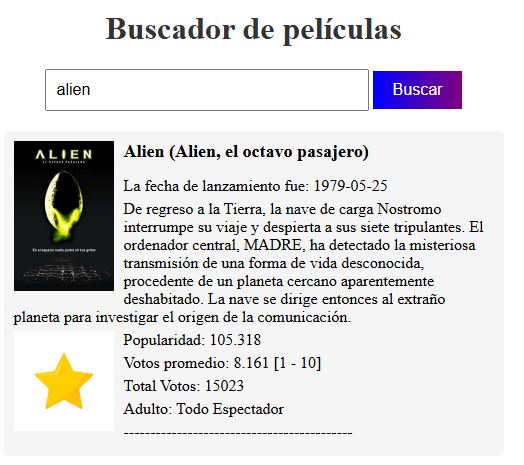 Buscador de películas
alien
Buscar
ALIEN
EL OCTAVO PASAJERO
En el espacio nadie podrá oír tus gritos
Alien (Alien, el octavo pasajero)
La fecha de lanzamiento fue: 1979-05-25
De regreso a la Tierra, la nave de carga Nostromo
interrumpe su viaje y despierta a sus siete tripulantes. El
ordenador central, MADRE, ha detectado la misteriosa
transmisión de una forma de vida desconocida,
procedente de un planeta cercano aparentemente
deshabitado. La nave se dirige entonces al extraño
planeta para investigar el origen de la comunicación.
Popularidad: 105.318
Votos promedio: 8.161 [1 - 10]
Total Votos: 15023
Adulto: Todo Espectador
-------------------------------------------